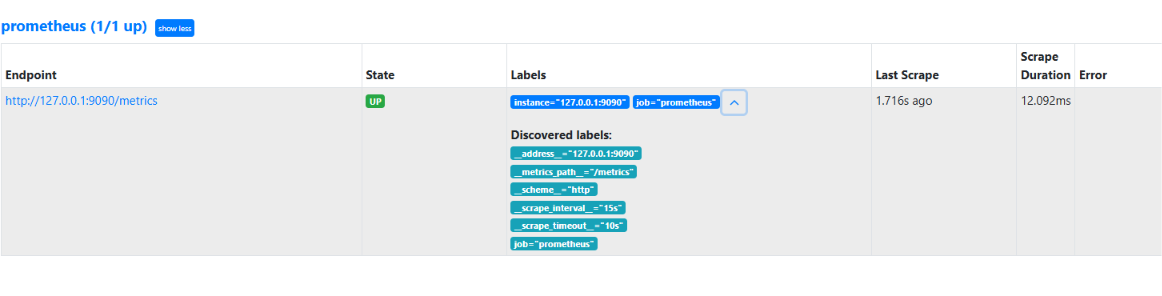 prometheus (1/1 up) show less
Endpoint State Labels Last Scrape Scrape Duration Error
http://127.0.0.1:9090/metrics UP instance="127.0.0.1:9090" job="prometheus" 1.716s ago 12.092ms
Discovered labels:
__address__="127.0.0.1:9090"
__metrics_path__="/metrics"
__scheme__="http"
__scrape_interval__="15s"
__scrape_timeout__="10s"
job="prometheus"